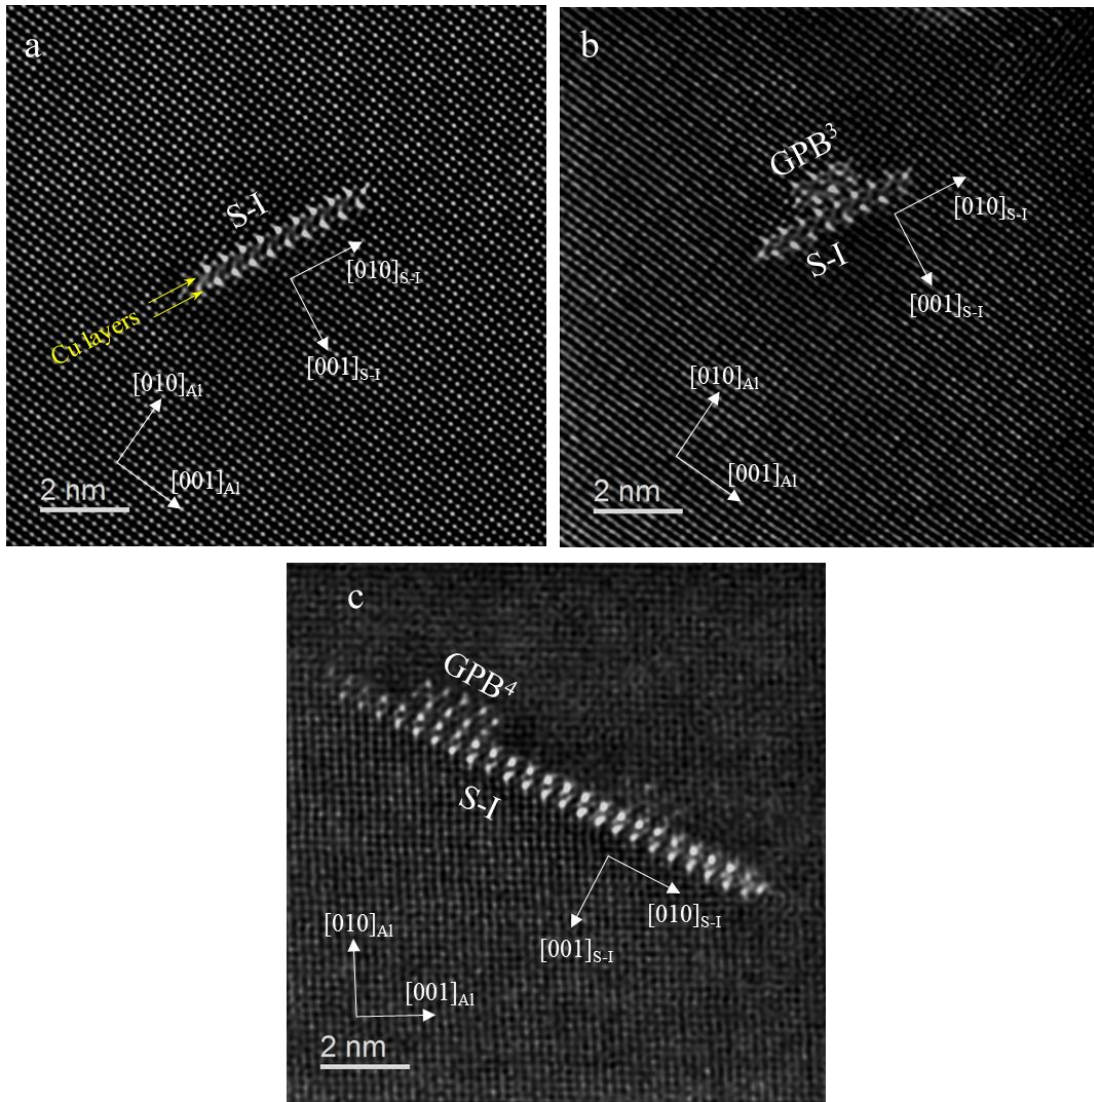 a
S-I
[010]S-I
Cu layers
[001]S-I
[010]Al
[001]Al
2 nm
b
GPB³
[010]S-I
S-I
[001]S-I
[010]Al
[001]Al
2 nm
c
GPB⁴
S-I
[010]S-I
[001]S-I
[010]Al
[001]Al
2 nm